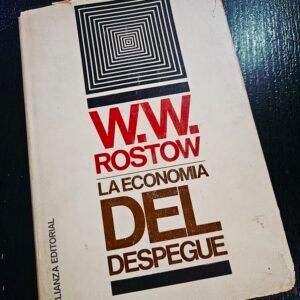 W.W.
ROSTOW
LA ECONOMIA
DEL
DESPEGUE
ALIANZA EDITORIAL